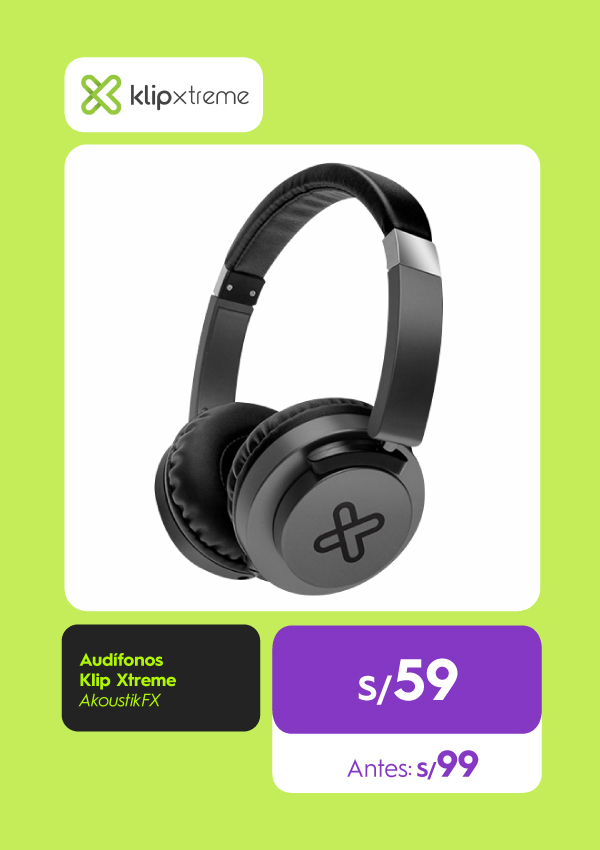 klipxtreme
Audífonos
Klip Xtreme
AkoustikFX
s/59
Antes: s/99